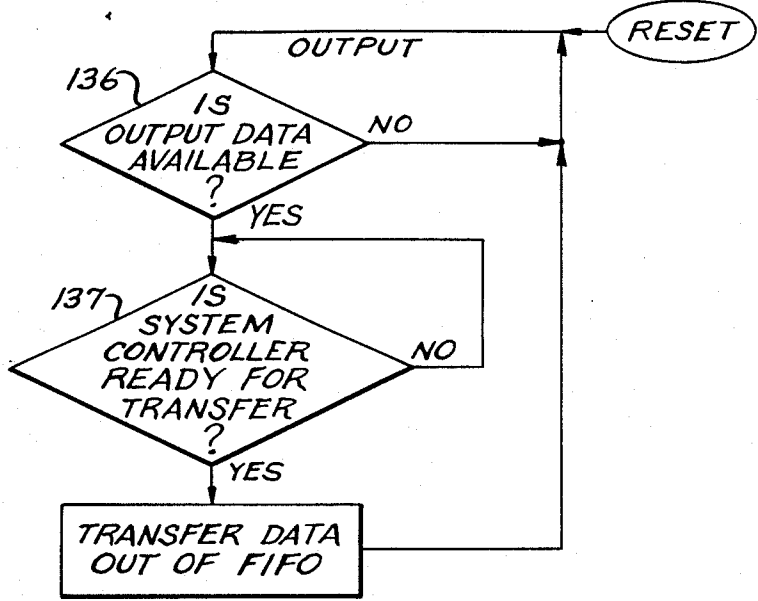 RESET
OUTPUT
136
IS
OUTPUT DATA
AVAILABLE
?
NO
YES
137
IS
SYSTEM
CONTROLLER
READY FOR
TRANSFER
?
NO
YES
TRANSFER DATA
OUT OF FIFO